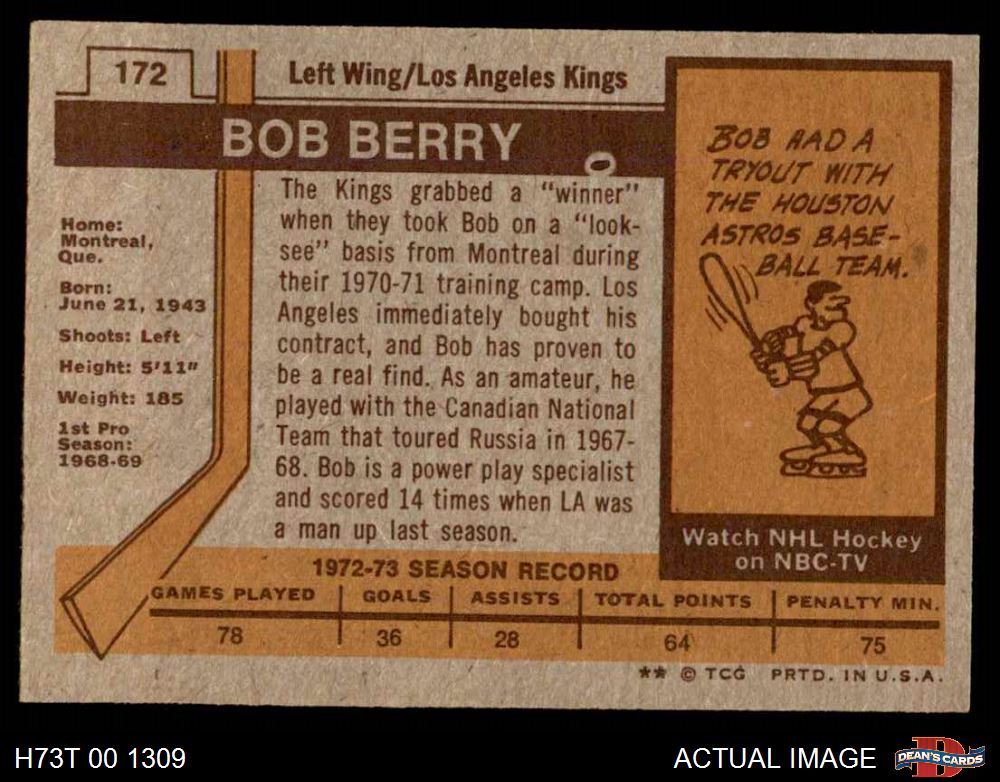 172
Left Wing/Los Angeles Kings
BOB BERRY
Home:
Montreal,
Que.
Born:
June 21, 1943
Shoots: Left
Height: 5'11"
Weight: 185
1st Pro
Season:
1968-69
The Kings grabbed a "winner"
when they took Bob on a "look-
see" basis from Montreal during
their 1970-71 training camp. Los
Angeles immediately bought his
contract, and Bob has proven to
be a real find. As an amateur, he
played with the Canadian National
Team that toured Russia in 1967-
68. Bob is a power play specialist
and scored 14 times when LA was
a man up last season.
BOB HAD A
TRYOUT WITH
THE HOUSTON
ASTROS BASE-
BALL TEAM.
Watch NHL Hockey
on NBC-TV
1972-73 SEASON RECORD
GAMES PLAYED GOALS ASSISTS TOTAL POINTS PENALTY MIN.
78 36 28 64 75
** © TCG PRTD. IN U.S.A.
H73T 00 1309
ACTUAL IMAGE
D
DEAN'S CARDS